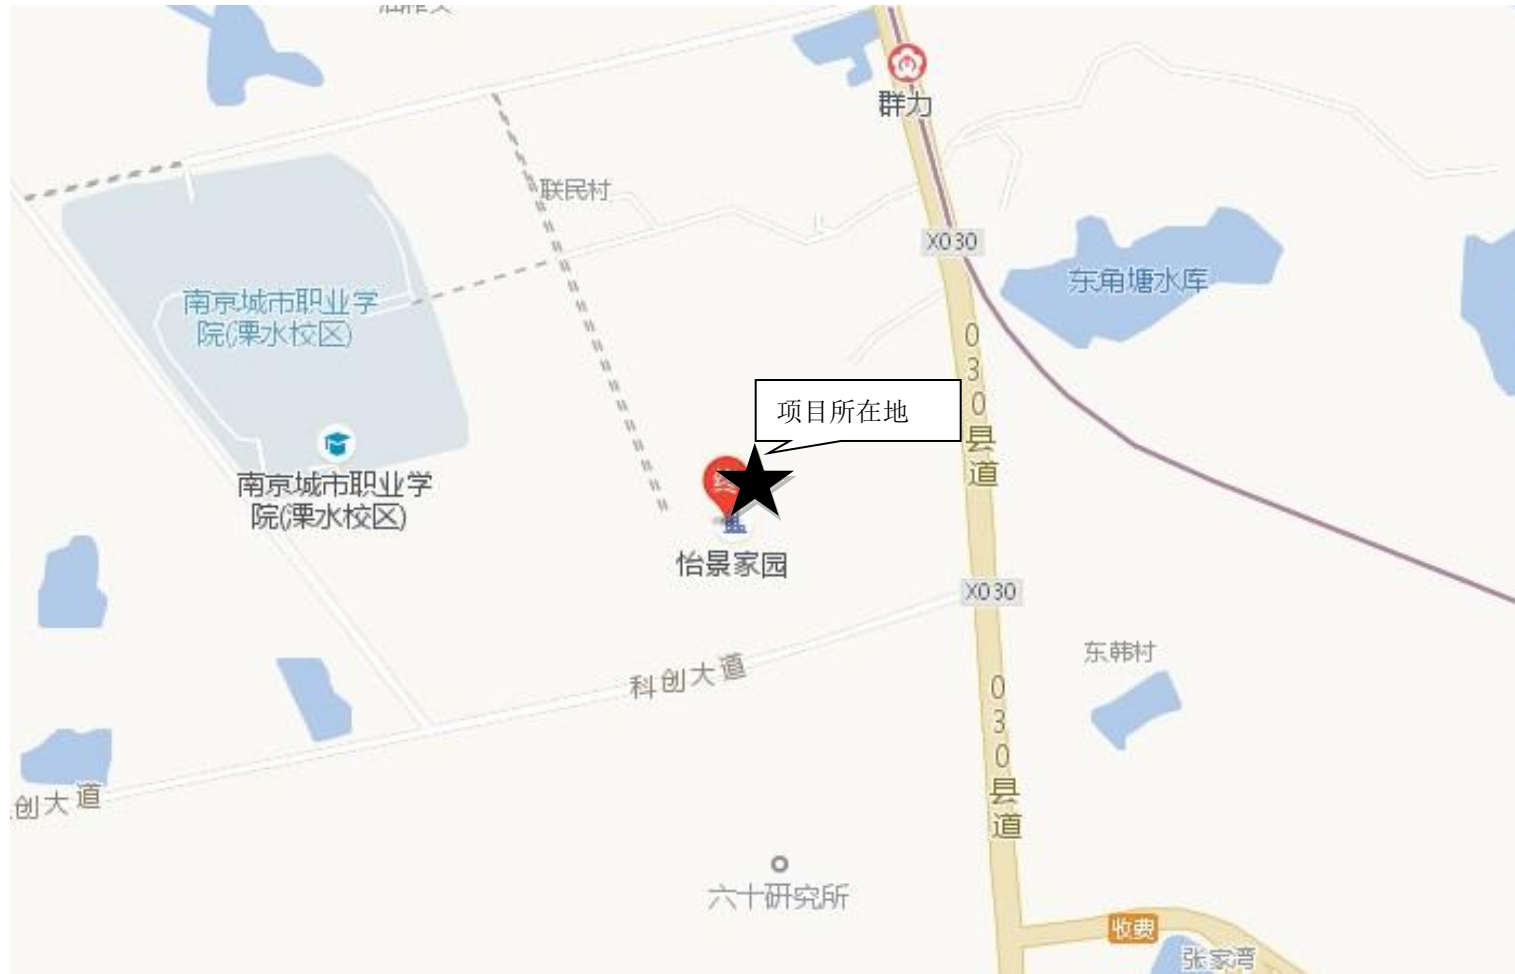 群力
联民村
X030
东角塘水库
南京城市职业学
院(溧水校区)
030县道
项目所在地
南京城市职业学
院(溧水校区)
怡景家园
X030
东韩村
科创大道
030县道
创大道
六十研究所
收费
张家湾